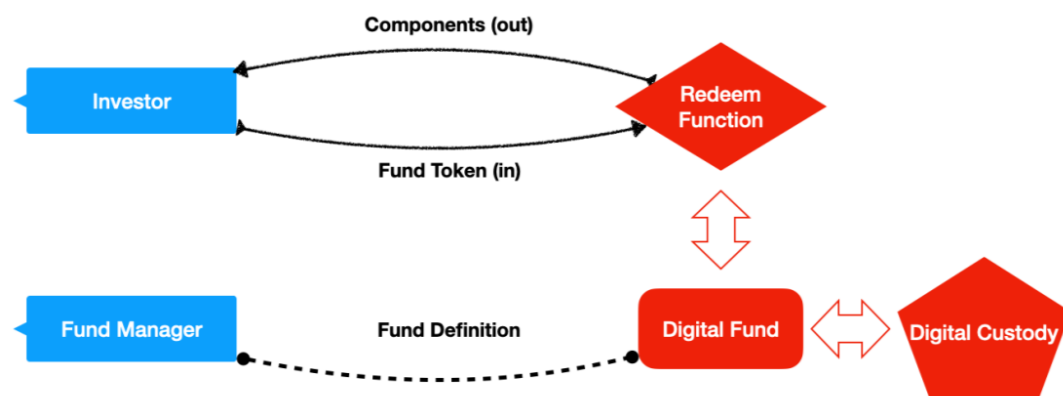 Components (out)
Investor
Redeem
Function
Fund Token (in)
Fund Manager
Fund Definition
Digital Fund
Digital Custody